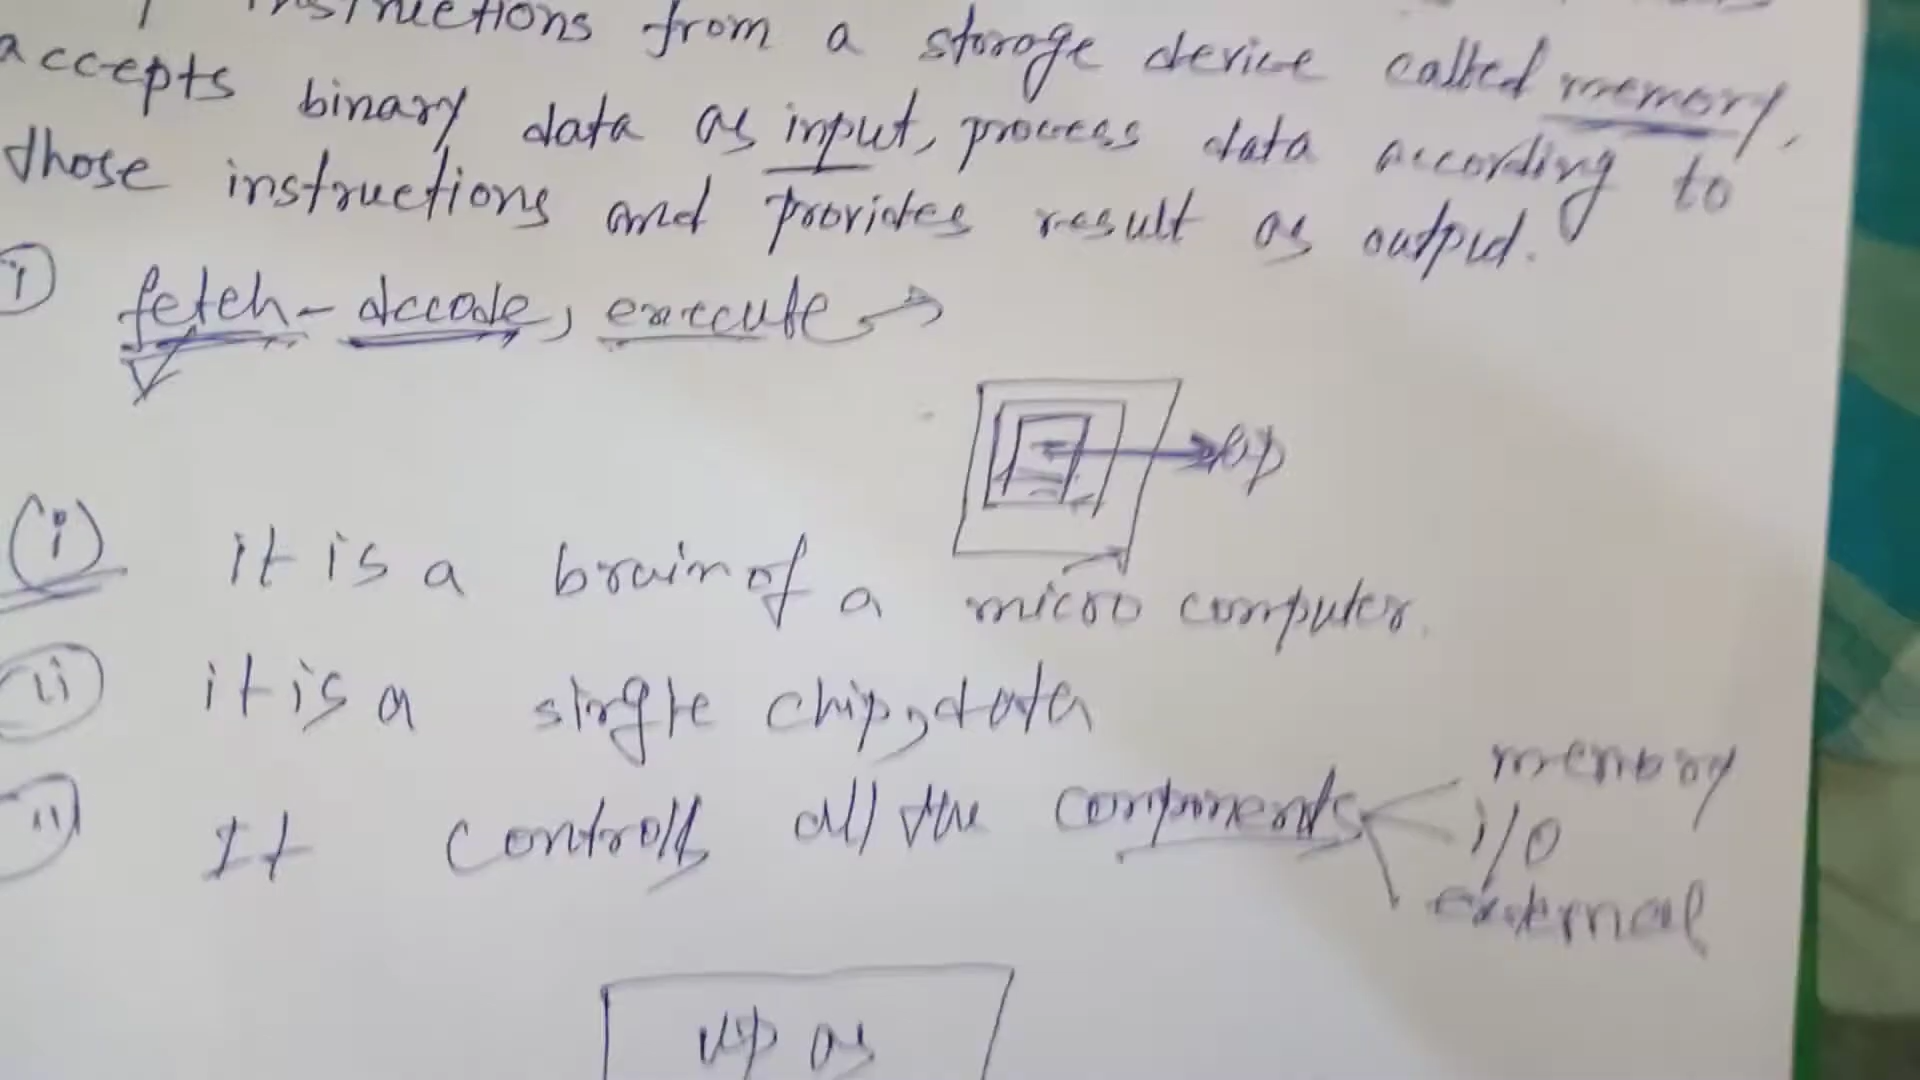 instructions from a storage device called memory,
accepts binary data as input, process data according to
those instructions and provides result as output.
i fetch - decode, execute →
→ μp
(i) it is a brain of a micro computer.
ii it is a single chip, data
It controlls all the components
memory
i/o
external
μp as